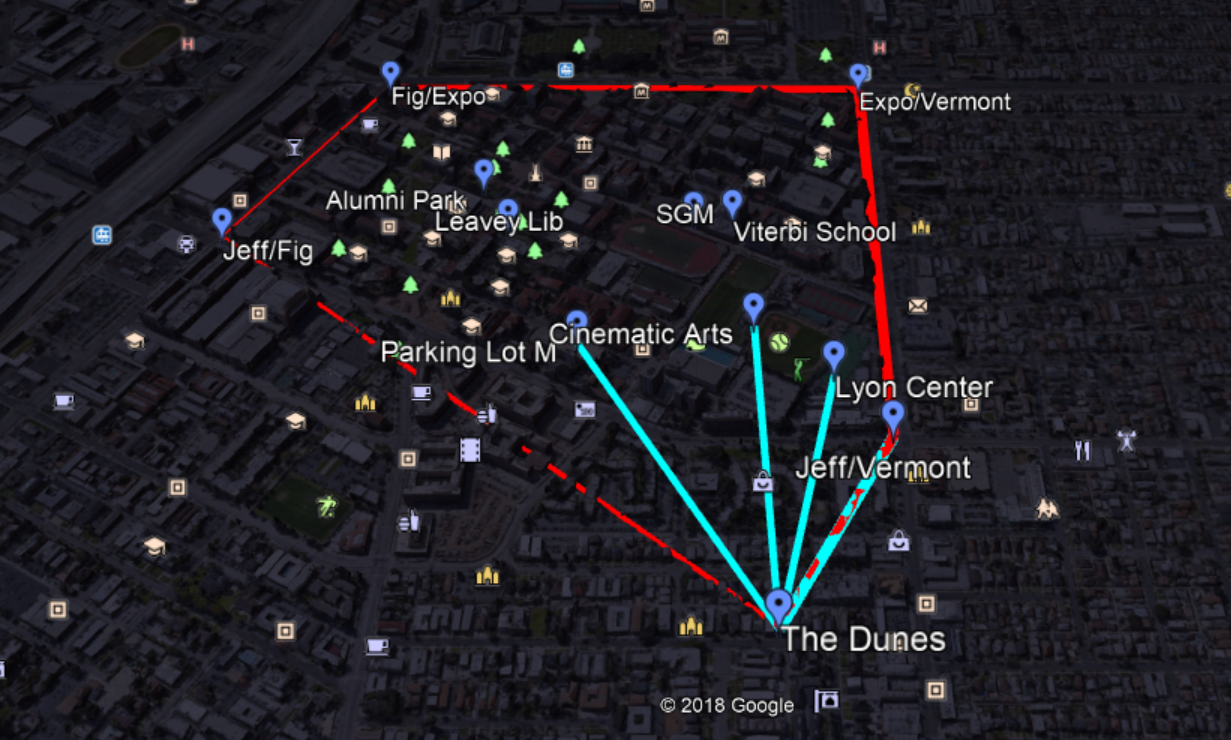 Fig/Expo
Expo/Vermont
Alumni Park
Leavey Lib
SGM
Viterbi School
Jeff/Fig
Cinematic Arts
Parking Lot M
Lyon Center
Jeff/Vermont
The Dunes
© 2018 Google